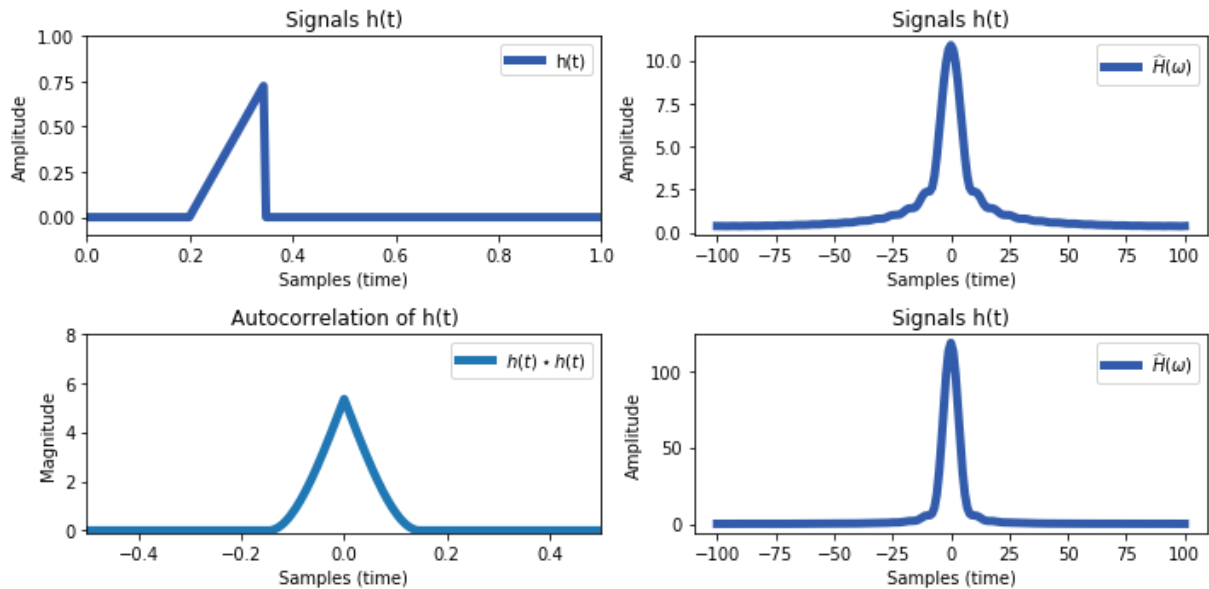 Signals h(t)
1.00
0.75
0.50
0.25
0.00
Amplitude
h(t)
0.0 0.2 0.4 0.6 0.8 1.0
Samples (time)
Signals h(t)
10.0
7.5
5.0
2.5
0.0
Amplitude
Ĥ(ω)
−100 −75 −50 −25 0 25 50 75 100
Samples (time)
Autocorrelation of h(t)
8
6
4
2
0
Magnitude
h(t) ⋆ h(t)
−0.4 −0.2 0.0 0.2 0.4
Samples (time)
Signals h(t)
100
50
0
Amplitude
Ĥ(ω)
−100 −75 −50 −25 0 25 50 75 100
Samples (time)